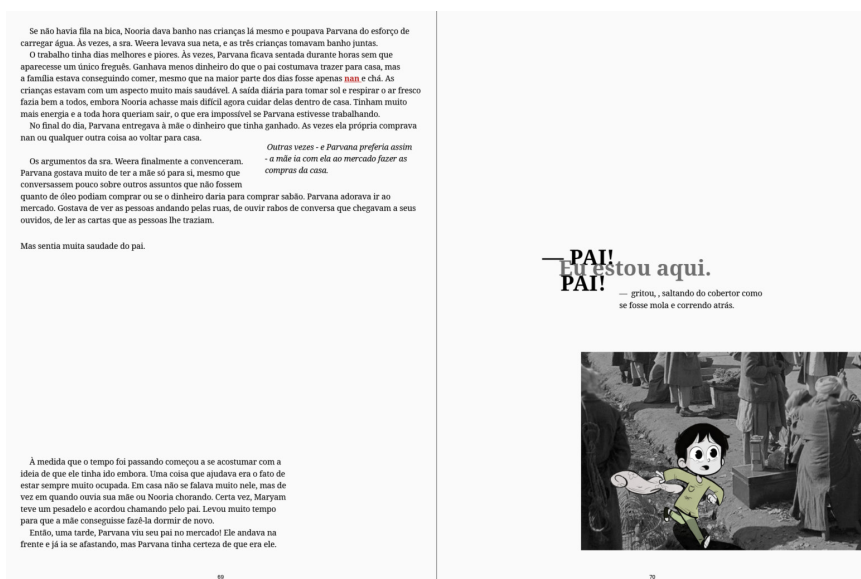 Se não havia fila na bica, Nooria dava banho nas crianças lá mesmo e poupava Parvana do esforço de
carregar água. Às vezes, a sra. Weera levava sua neta, e as três crianças tomavam banho juntas.
O trabalho tinha dias melhores e piores. Às vezes, Parvana ficava sentada durante horas sem que
aparecesse um único freguês. Ganhava menos dinheiro do que o pai costumava trazer para casa, mas
a família estava conseguindo comer, mesmo que na maior parte dos dias fosse apenas nan e chá. As
crianças estavam com um aspecto muito mais saudável. A saída diária para tomar sol e respirar o ar fresco
fazia bem a todos, embora Nooria achasse mais difícil agora cuidar delas dentro de casa. Tinham muito
mais energia e a toda hora queriam sair, o que era impossível se Parvana estivesse trabalhando.
No final do dia, Parvana entregava à mãe o dinheiro que tinha ganhado. As vezes ela própria comprava
nan ou qualquer outra coisa ao voltar para casa.
Outras vezes - e Parvana preferia assim
- a mãe ia com ela ao mercado fazer as
compras da casa.
Os argumentos da sra. Weera finalmente a convenceram.
Parvana gostava muito de ter a mãe só para si, mesmo que
conversassem pouco sobre outros assuntos que não fossem
quanto de óleo podiam comprar ou se o dinheiro daria para comprar sabão. Parvana adorava ir ao
mercado. Gostava de ver as pessoas andando pelas ruas, de ouvir rabos de conversa que chegavam a seus
ouvidos, de ler as cartas que as pessoas lhe traziam.
Mas sentia muita saudade do pai.
À medida que o tempo foi passando começou a se acostumar com a
ideia de que ele tinha ido embora. Uma coisa que ajudava era o fato de
estar sempre muito ocupada. Em casa não se falava muito nele, mas de
vez em quando ouvia sua mãe ou Nooria chorando. Certa vez, Maryam
teve um pesadelo e acordou chamando pelo pai. Levou muito tempo
para que a mãe conseguisse fazê-la dormir de novo.
Então, uma tarde, Parvana viu seu pai no mercado! Ele andava na
frente e já ia se afastando, mas Parvana tinha certeza de que era ele.
69
— PAI!
Eu estou aqui.
PAI!
— gritou, , saltando do cobertor como
se fosse mola e correndo atrás.
70